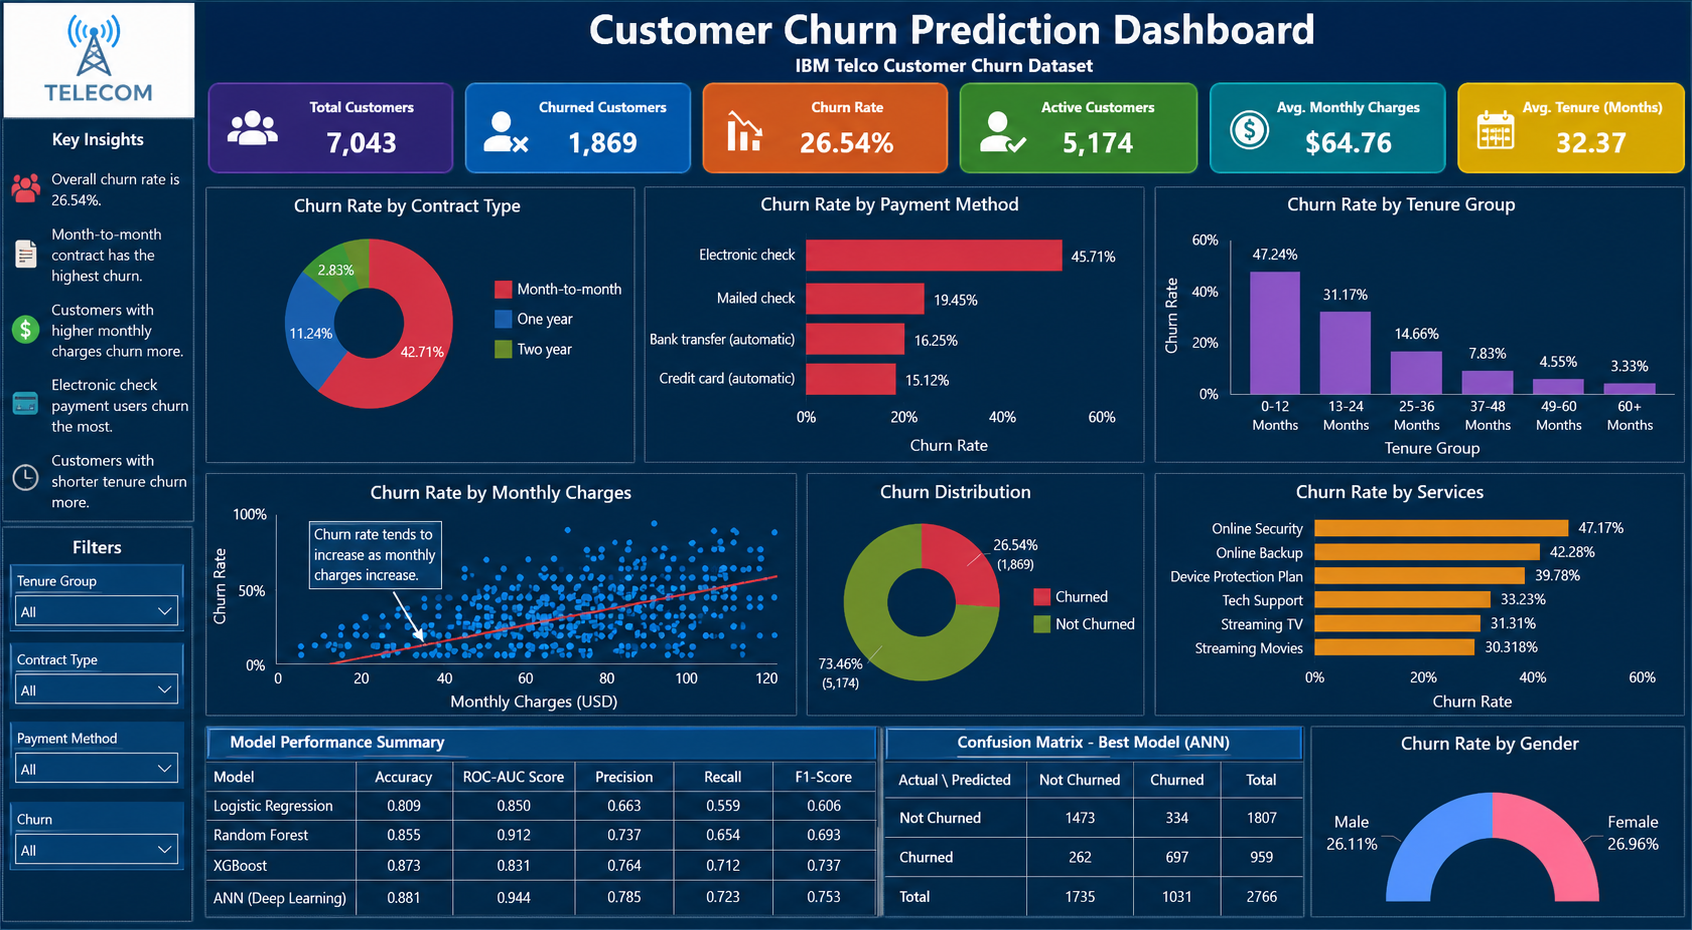 TELECOM
Customer Churn Prediction Dashboard
IBM Telco Customer Churn Dataset
Total Customers
7,043
Churned Customers
1,869
Churn Rate
26.54%
Active Customers
5,174
Avg. Monthly Charges
$64.76
Avg. Tenure (Months)
32.37
Key Insights
Overall churn rate is
26.54%.
Month-to-month
contract has the
highest churn.
Customers with
higher monthly
charges churn more.
Electronic check
payment users churn
the most.
Customers with
shorter tenure churn
more.
Filters
Tenure Group
All
Contract Type
All
Payment Method
All
Churn
All
Churn Rate by Contract Type
2.83%
11.24%
42.71%
Month-to-month
One year
Two year
Churn Rate by Payment Method
Electronic check
45.71%
Mailed check
19.45%
Bank transfer (automatic)
16.25%
Credit card (automatic)
15.12%
0% 20% 40% 60%
Churn Rate
Churn Rate by Tenure Group
Churn Rate
60%
40%
20%
0%
47.24%
31.17%
14.66%
7.83%
4.55%
3.33%
0-12 13-24 25-36 37-48 49-60 60+
Months Months Months Months Months Months
Tenure Group
Churn Rate by Monthly Charges
Churn Rate
100%
50%
0%
Churn rate tends to
increase as monthly
charges increase.
0 20 40 60 80 100 120
Monthly Charges (USD)
Churn Distribution
26.54%
(1,869)
Churned
Not Churned
73.46%
(5,174)
Churn Rate by Services
Online Security 47.17%
Online Backup 42.28%
Device Protection Plan 39.78%
Tech Support 33.23%
Streaming TV 31.31%
Streaming Movies 30.318%
0% 20% 40% 60%
Churn Rate
Model Performance Summary
Model Accuracy ROC-AUC Score Precision Recall F1-Score
Logistic Regression 0.809 0.850 0.663 0.559 0.606
Random Forest 0.855 0.912 0.737 0.654 0.693
XGBoost 0.873 0.831 0.764 0.712 0.737
ANN (Deep Learning) 0.881 0.944 0.785 0.723 0.753
Confusion Matrix - Best Model (ANN)
Actual \ Predicted Not Churned Churned Total
Not Churned 1473 334 1807
Churned 262 697 959
Total 1735 1031 2766
Churn Rate by Gender
Male
26.11%
Female
26.96%